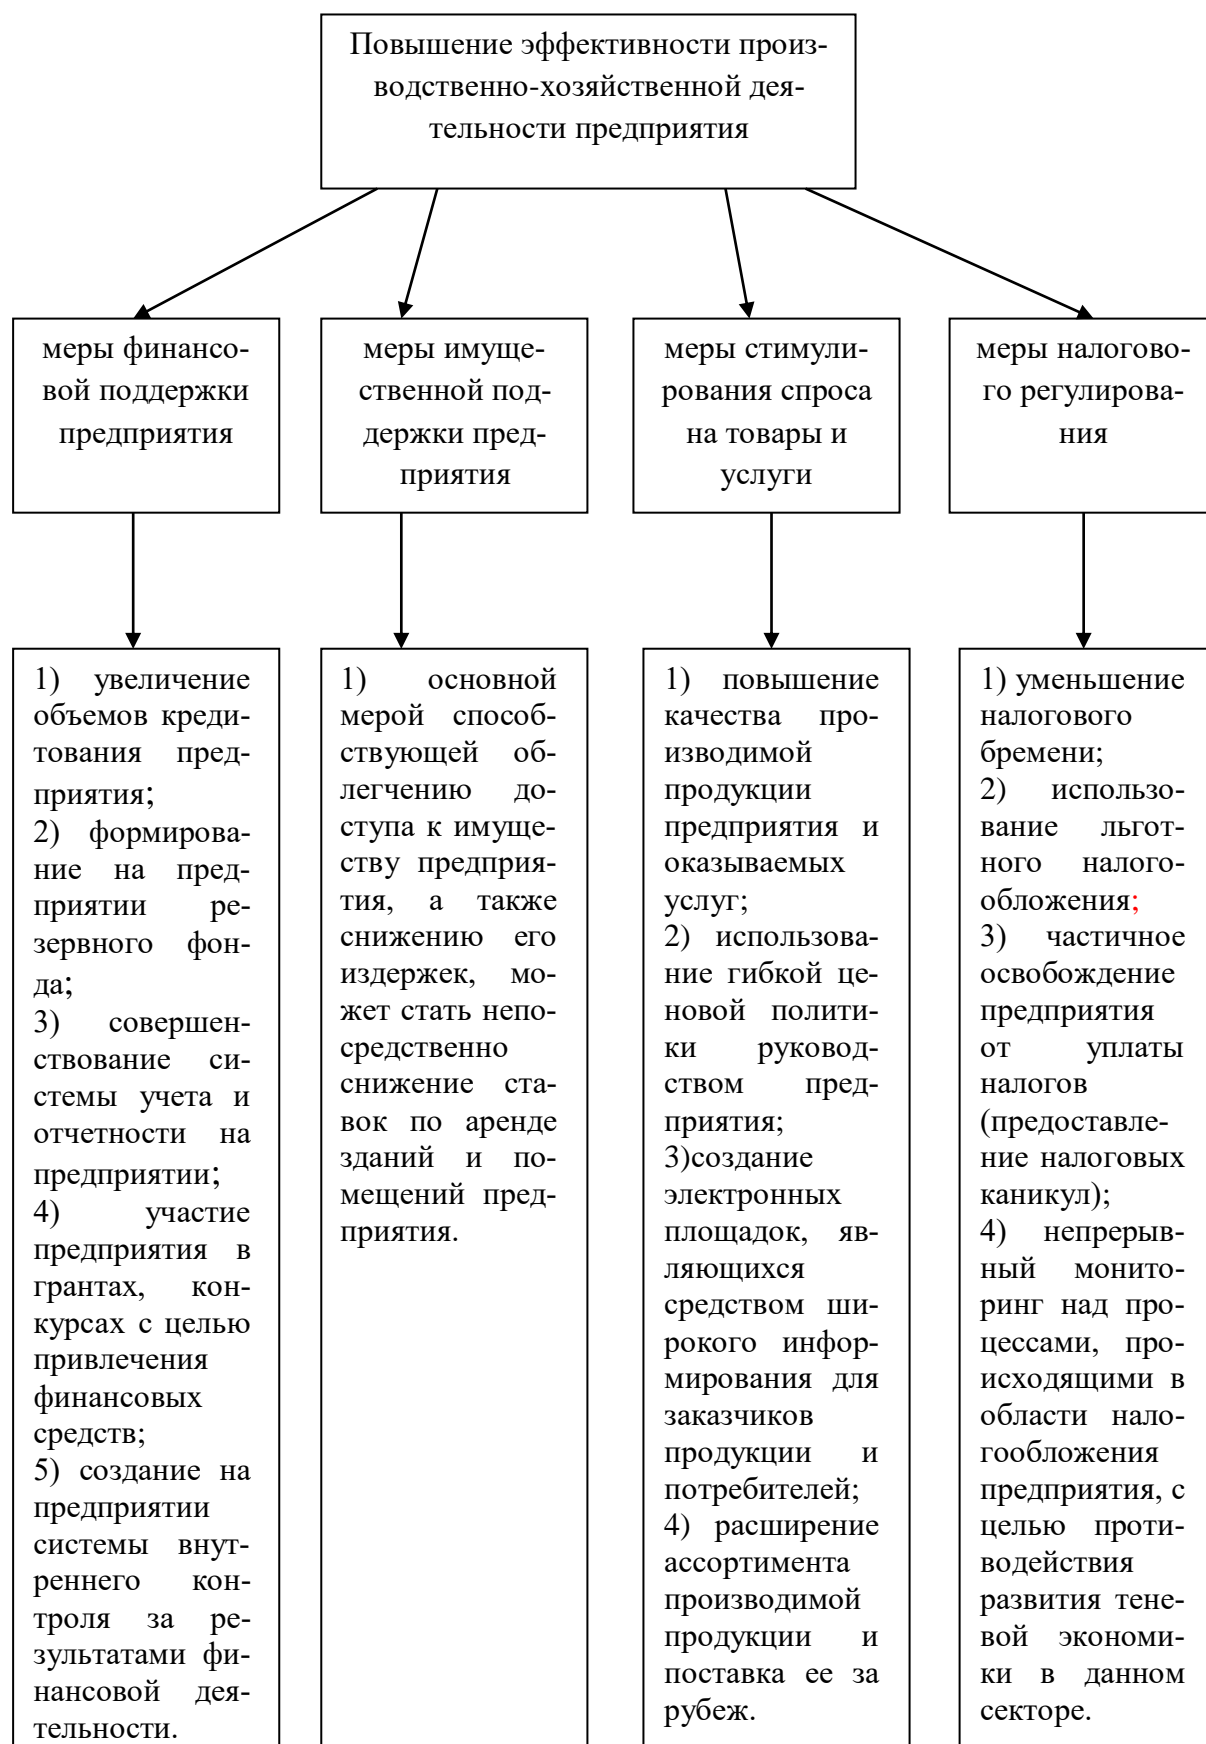 Повышение эффективности произ-
водственно-хозяйственной дея-
тельности предприятия
меры финансо-
вой поддержки
предприятия
меры имуще-
ственной под-
держки пред-
приятия
меры стимули-
рования спроса
на товары и
услуги
меры налогово-
го регулирова-
ния
1) увеличение
объемов креди-
тования пред-
приятия;
2) формирова-
ние на пред-
приятии ре-
зервного фон-
да;
3) совершен-
ствование си-
стемы учета и
отчетности на
предприятии;
4) участие
предприятия в
грантах, кон-
курсах с целью
привлечения
финансовых
средств;
5) создание на
предприятии
системы внут-
реннего кон-
троля за ре-
зультатами фи-
нансовой дея-
тельности.
1) основной
мерой способ-
ствующей об-
легчению до-
ступа к имуще-
ству предприя-
тия, а также
снижению его
издержек, мо-
жет стать непо-
средственно
снижение ста-
вок по аренде
зданий и по-
мещений пред-
приятия.
1) повышение
качества про-
изводимой
продукции
предприятия и
оказываемых
услуг;
2) использова-
ние гибкой це-
новой полити-
ки руковод-
ством пред-
приятия;
3)создание
электронных
площадок, яв-
ляющихся
средством ши-
рокого инфор-
мирования для
заказчиков
продукции и
потребителей;
4) расширение
ассортимента
производимой
продукции и
поставка ее за
рубеж.
1) уменьшение
налогового
бремени;
2) использо-
вание льгот-
ного налого-
обложения;
3) частичное
освобождение
предприятия
от уплаты
налогов
(предоставле-
ние налоговых
каникул);
4) непрерыв-
ный монито-
ринг над про-
цессами, про-
исходящими в
области нало-
гообложения
предприятия, с
целью проти-
водействия
развития тене-
вой экономи-
ки в данном
секторе.